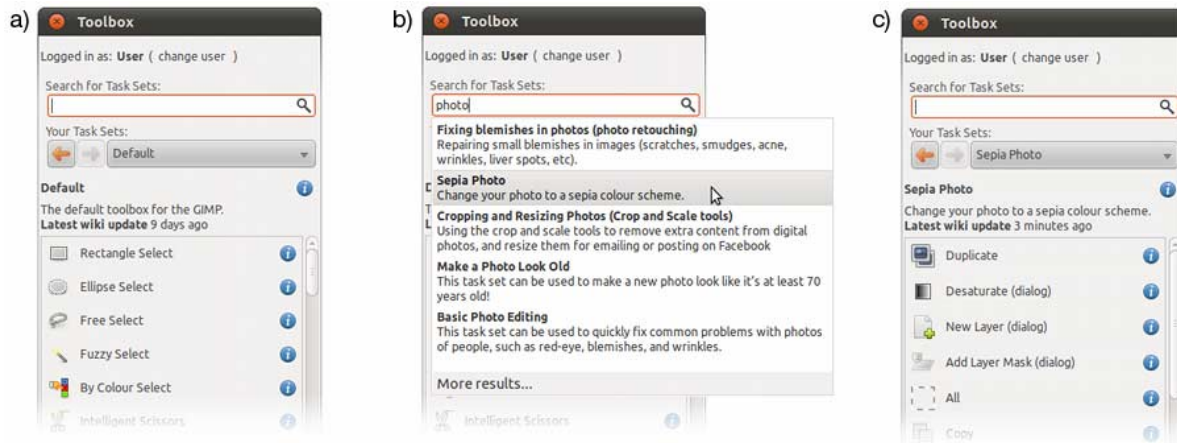 a)
Toolbox
Logged in as: User ( change user )
Search for Task Sets:
Your Task Sets:
Default
Default
The default toolbox for the GIMP.
Latest wiki update 9 days ago
Rectangle Select
Ellipse Select
Free Select
Fuzzy Select
By Colour Select
Intelligent Scissors
b)
Toolbox
Logged in as: User ( change user )
Search for Task Sets:
photo
Fixing blemishes in photos (photo retouching)
Repairing small blemishes in images (scratches, smudges, acne,
wrinkles, liver spots, etc).
Sepia Photo
Change your photo to a sepia colour scheme.
Cropping and Resizing Photos (Crop and Scale tools)
Using the crop and scale tools to remove extra content from digital
photos, and resize them for emailing or posting on Facebook
Make a Photo Look Old
This task set can be used to make a new photo look like it's at least 70
years old!
Basic Photo Editing
This task set can be used to quickly fix common problems with photos
of people, such as red-eye, blemishes, and wrinkles.
More results...
Intelligent Scissors
c)
Toolbox
Logged in as: User ( change user )
Search for Task Sets:
Your Task Sets:
Sepia Photo
Sepia Photo
Change your photo to a sepia colour scheme.
Latest wiki update 3 minutes ago
Duplicate
Desaturate (dialog)
New Layer (dialog)
Add Layer Mask (dialog)
All
Copy